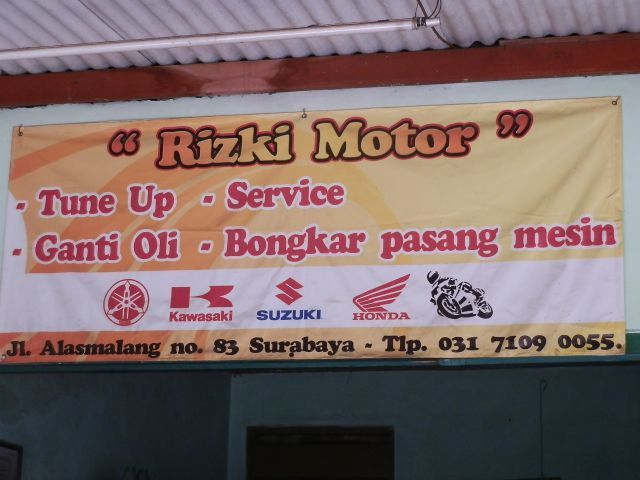 “ Rizki Motor ”
- Tune Up - Service
- Ganti Oli - Bongkar pasang mesin
Kawasaki SUZUKI HONDA
Jl. Alasmalang no. 83 Surabaya - Tlp. 031 7109 0055.